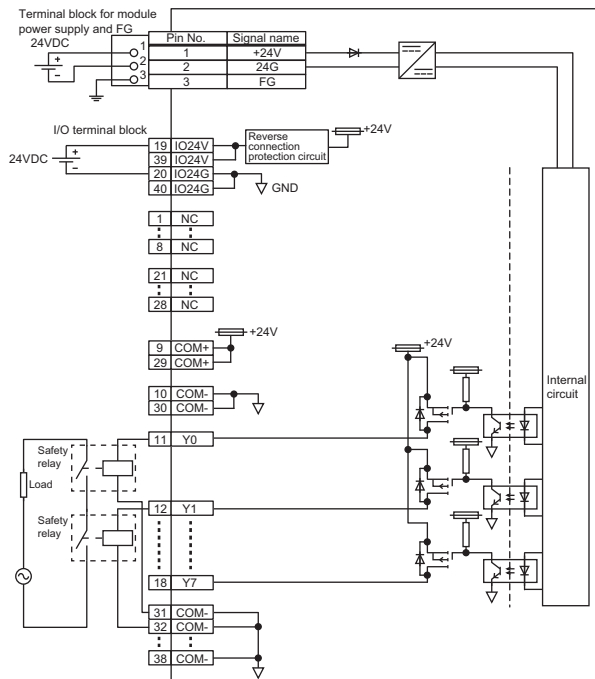 Terminal block for module
power supply and FG
24VDC
+
-
1
2
3
Pin No. Signal name
1 +24V
2 24G
3 FG
I/O terminal block
24VDC
+
-
19 IO24V
39 IO24V
20 IO24G
40 IO24G
Reverse
connection
protection circuit
+24V
GND
1 NC
8 NC
21 NC
28 NC
+24V
9 COM+
29 COM+
10 COM-
30 COM-
+24V
Internal
circuit
11 Y0
Safety
relay
Load
12 Y1
Safety
relay
18 Y7
31 COM-
32 COM-
38 COM-